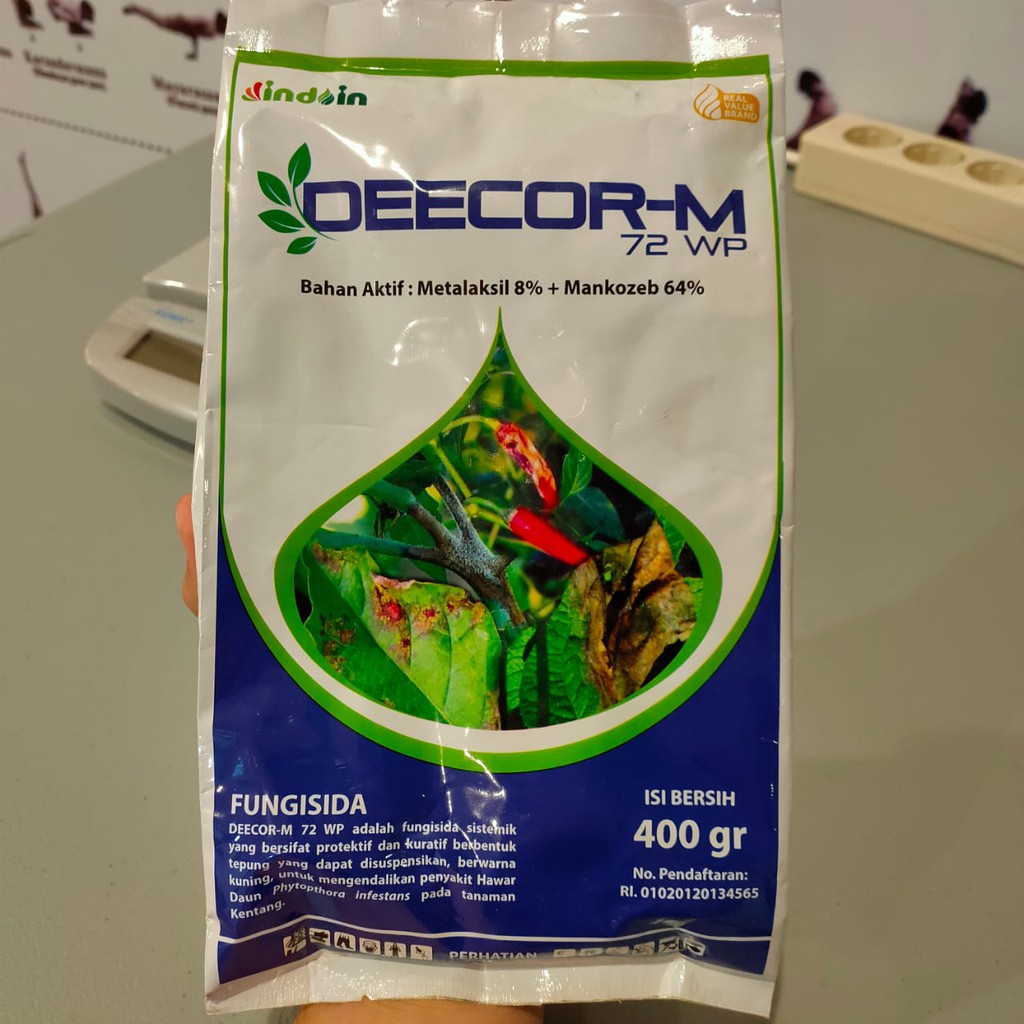 indoin
REAL
VALUE
BRAND
DEECOR-M
72 WP
Bahan Aktif : Metalaksil 8% + Mankozeb 64%
FUNGISIDA
DEECOR-M 72 WP adalah fungisida sistemik
yang bersifat protektif dan kuratif berbentuk
tepung yang dapat disuspensikan, berwarna
kuning, untuk mengendalikan penyakit Hawar
Daun Phytopthora infestans pada tanaman
Kentang.
ISI BERSIH
400 gr
No. Pendaftaran:
RI. 01020120134565
PERHATIAN